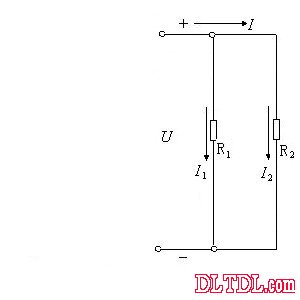 + I
U
R₁ R₂
I₁ I₂
−
DLTDL.COM